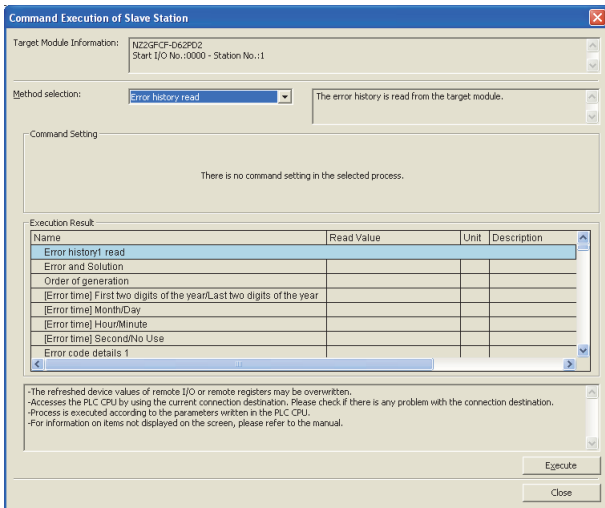 Command Execution of Slave Station
Target Module Information:
NZ2GFCF-D62PD2
Start I/O No.:0000 - Station No.:1
Method selection:
Error history read
The error history is read from the target module.
Command Setting
There is no command setting in the selected process.
Execution Result
Name Read Value Unit Description
Error history1 read
Error and Solution
Order of generation
[Error time] First two digits of the year/Last two digits of the year
[Error time] Month/Day
[Error time] Hour/Minute
[Error time] Second/No Use
Error code details 1
-The refreshed device values of remote I/O or remote registers may be overwritten.
-Accesses the PLC CPU by using the current connection destination. Please check if there is any problem with the connection destination.
-Process is executed according to the parameters written in the PLC CPU.
-For information on items not displayed on the screen, please refer to the manual.
Execute
Close